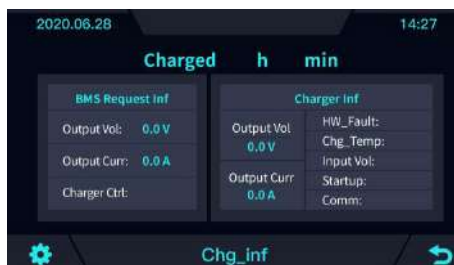 2020.06.28 14:27
Charged h min
BMS Request Inf
Output Vol: 0.0 V
Output Curr: 0.0 A
Charger Ctrl:
Charger Inf
Output Vol
0.0 V
Output Curr
0.0 A
HW_Fault:
Chg_Temp:
Input Vol:
Startup:
Comm:
Chg_inf